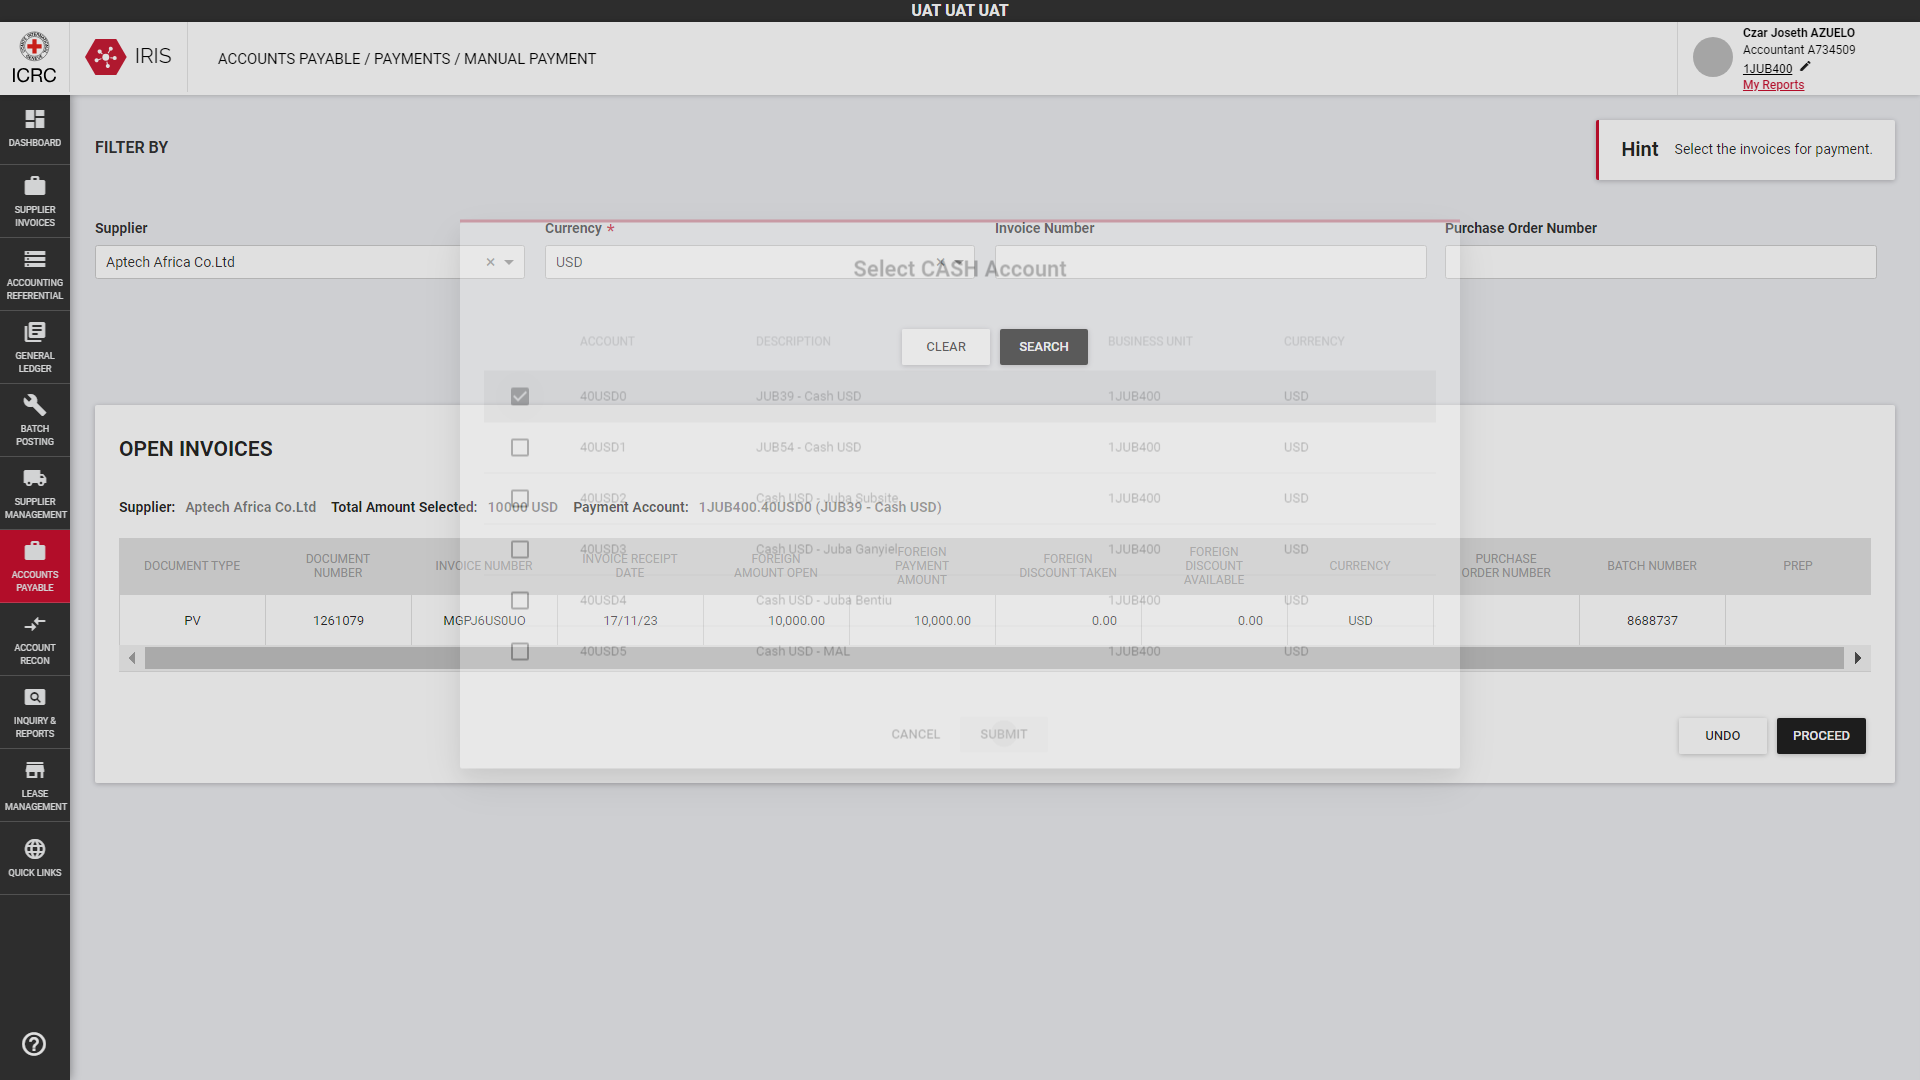 UAT UAT UAT
ICRC
IRIS
ACCOUNTS PAYABLE / PAYMENTS / MANUAL PAYMENT
Czar Joseth AZUELO
Accountant A734509
1JUB400
My Reports
DASHBOARD
SUPPLIER INVOICES
ACCOUNTING REFERENTIAL
GENERAL LEDGER
BATCH POSTING
SUPPLIER MANAGEMENT
ACCOUNTS PAYABLE
ACCOUNT RECON
INQUIRY & REPORTS
LEASE MANAGEMENT
QUICK LINKS
FILTER BY
Hint Select the invoices for payment.
Supplier Currency * Invoice Number Purchase Order Number
Aptech Africa Co.Ltd USD
Select CASH Account
ACCOUNT DESCRIPTION BUSINESS UNIT CURRENCY
CLEAR SEARCH
40USD0 JUB39 - Cash USD 1JUB400 USD
40USD1 JUB54 - Cash USD 1JUB400 USD
40USD2 Cash USD - Juba Subsite 1JUB400 USD
40USD3 Cash USD - Juba Ganyiel 1JUB400 USD
40USD4 Cash USD - Juba Bentiu 1JUB400 USD
40USD5 Cash USD - MAL 1JUB400 USD
CANCEL SUBMIT
OPEN INVOICES
Supplier: Aptech Africa Co.Ltd Total Amount Selected: 10000 USD Payment Account: 1JUB400.40USD0 (JUB39 - Cash USD)
DOCUMENT TYPE DOCUMENT NUMBER INVOICE NUMBER INVOICE RECEIPT DATE FOREIGN AMOUNT OPEN FOREIGN PAYMENT AMOUNT FOREIGN DISCOUNT TAKEN FOREIGN DISCOUNT AVAILABLE CURRENCY PURCHASE ORDER NUMBER BATCH NUMBER PREP
PV 1261079 MGPJ6US0UO 17/11/23 10,000.00 10,000.00 0.00 0.00 USD 8688737
UNDO PROCEED